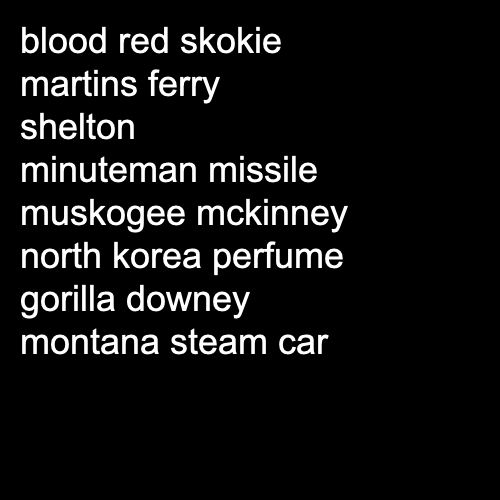 blood red skokie
martins ferry
shelton
minuteman missile
muskogee mckinney
north korea perfume
gorilla downey
montana steam car